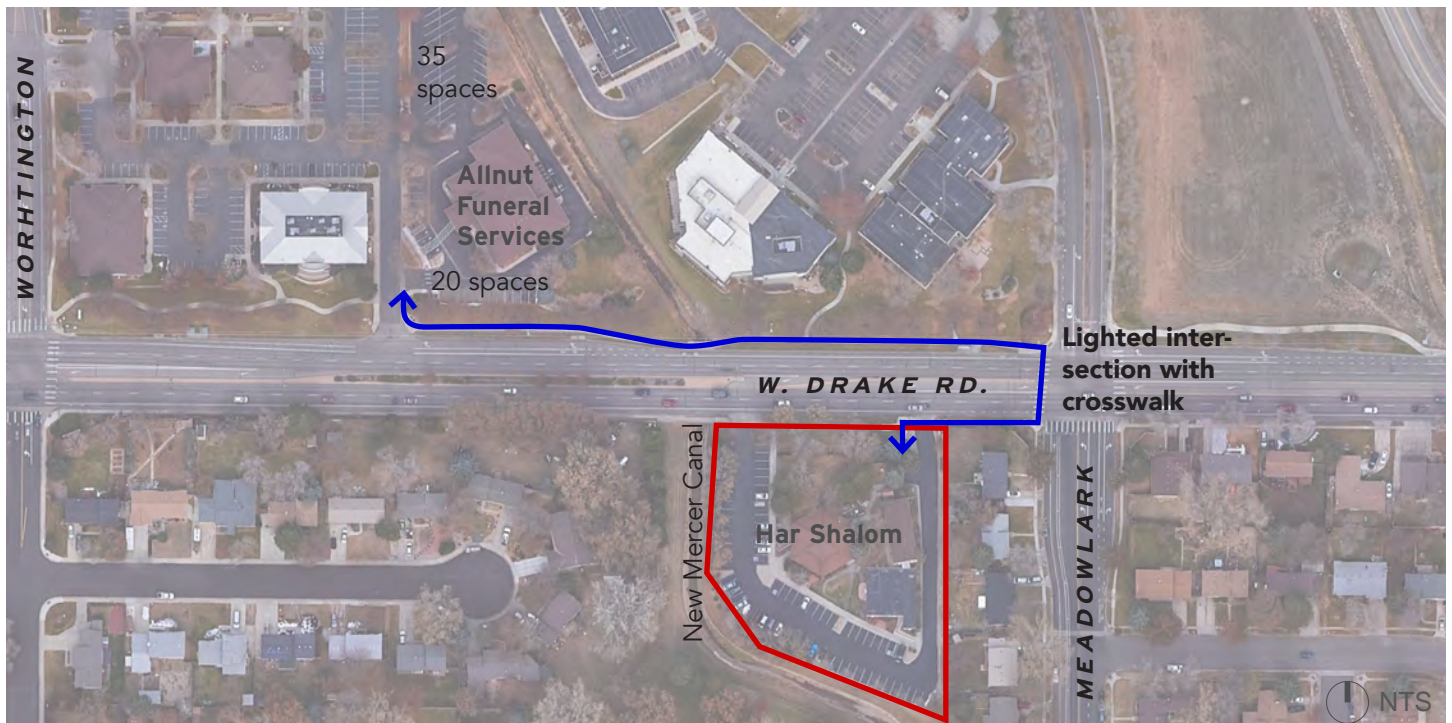 35
spaces
WORHTINGTON
Allnut
Funeral
Services
20 spaces
Lighted inter-
section with
crosswalk
W. DRAKE RD.
New Mercer Canal
Har Shalom
MEADOWLARK
NTS